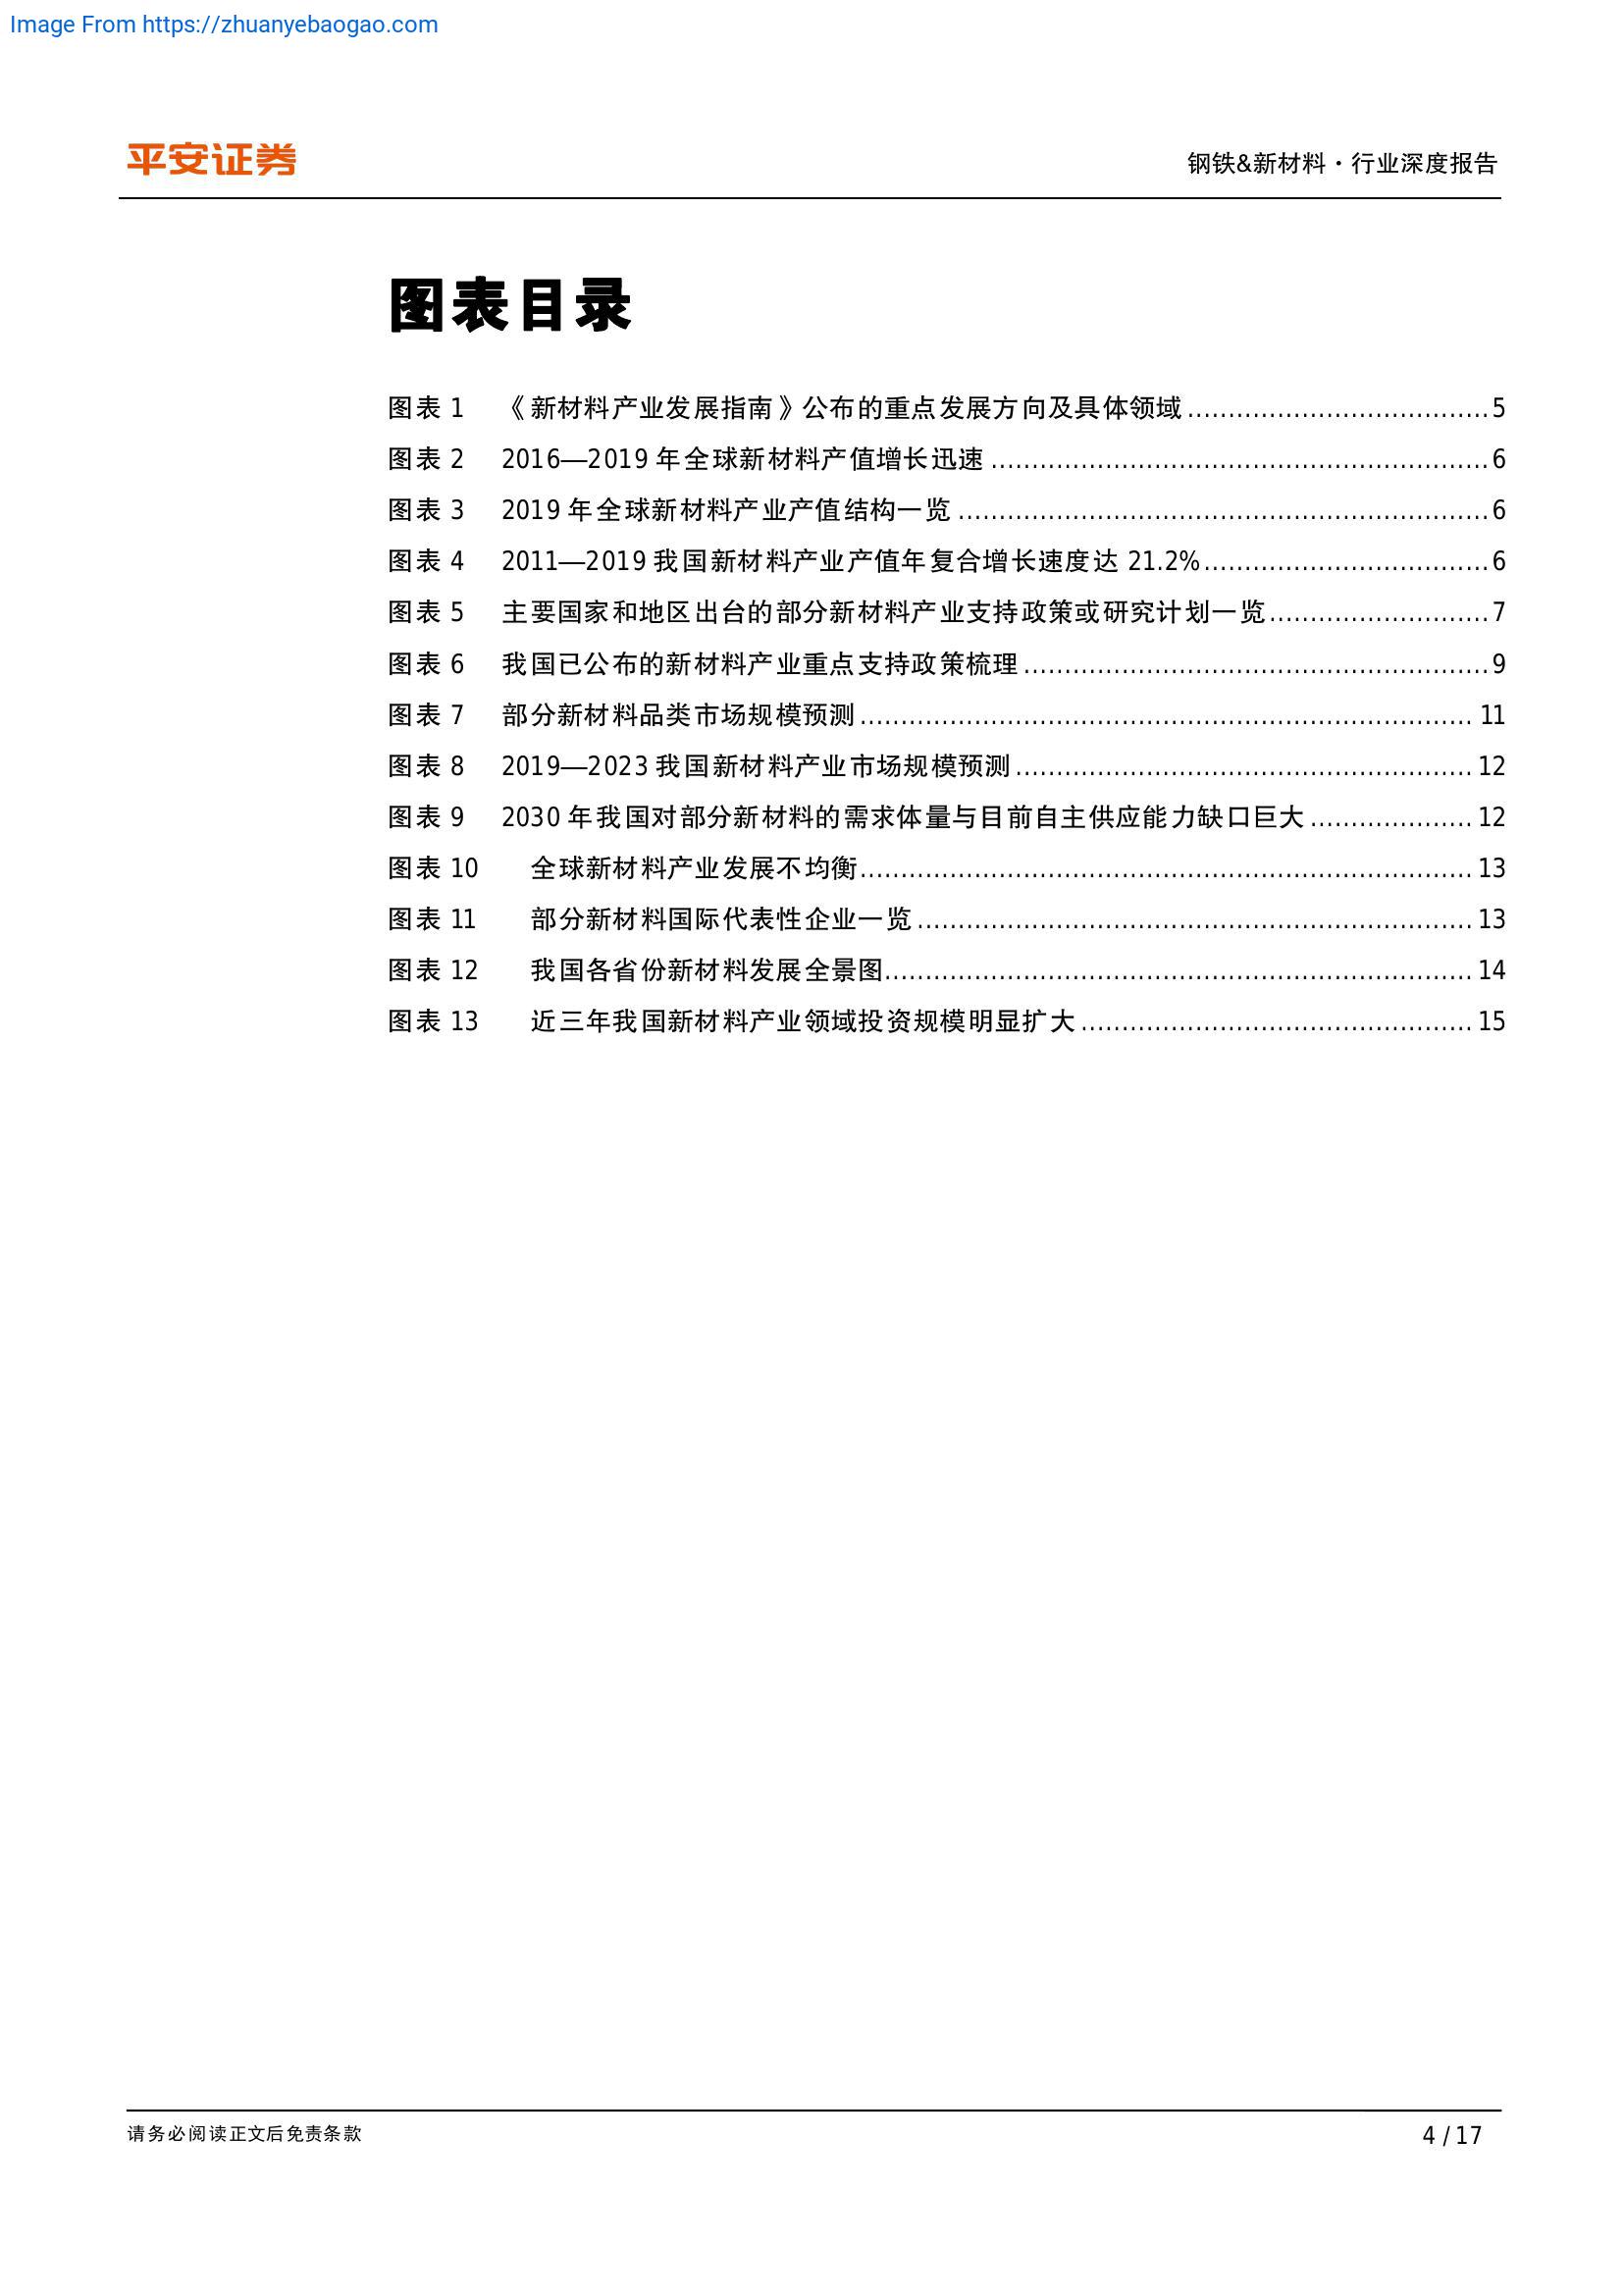 Image From https://zhuanyebaogao.com
平安证券
钢铁&新材料·行业深度报告
图表目录
图表 1 《新材料产业发展指南》公布的重点发展方向及具体领域....................................5
图表 2 2016—2019 年全球新材料产值增长迅速............................................................6
图表 3 2019 年全球新材料产业产值结构一览................................................................6
图表 4 2011—2019 我国新材料产业产值年复合增长速度达 21.2%..................................6
图表 5 主要国家和地区出台的部分新材料产业支持政策或研究计划一览..........................7
图表 6 我国已公布的新材料产业重点支持政策梳理........................................................9
图表 7 部分新材料品类市场规模预测.......................................................................... 11
图表 8 2019—2023 我国新材料产业市场规模预测....................................................... 12
图表 9 2030 年我国对部分新材料的需求体量与目前自主供应能力缺口巨大.................... 12
图表 10 全球新材料产业发展不均衡.......................................................................... 13
图表 11 部分新材料国际代表性企业一览................................................................... 13
图表 12 我国各省份新材料发展全景图....................................................................... 14
图表 13 近三年我国新材料产业领域投资规模明显扩大............................................... 15
请务必阅读正文后免责条款
4 / 17